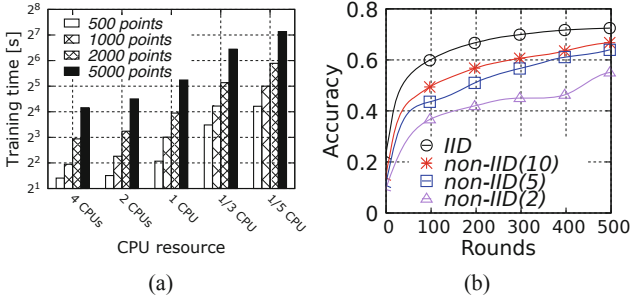 Training time [s]
2^8
2^7
2^6
2^5
2^4
2^3
2^2
2^1
500 points
1000 points
2000 points
5000 points
4 CPUs
2 CPUs
1 CPU
1/3 CPU
1/5 CPU
CPU resource
(a)
Accuracy
0.8
0.6
0.4
0.2
0
IID
non-IID(10)
non-IID(5)
non-IID(2)
0 100 200 300 400 500
Rounds
(b)